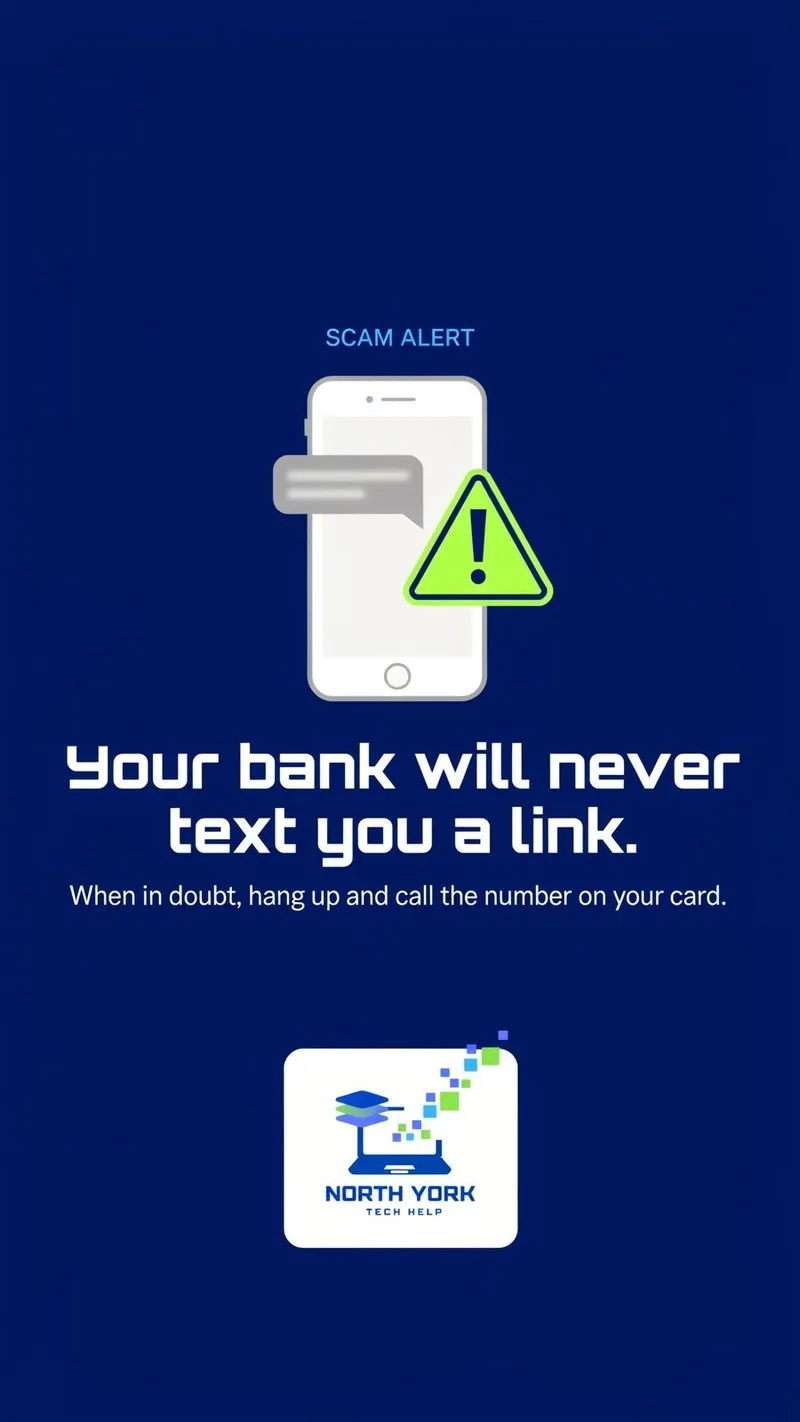 SCAM ALERT
!
Your bank will never
text you a link.
When in doubt, hang up and call the number on your card.
NORTH YORK
TECH HELP